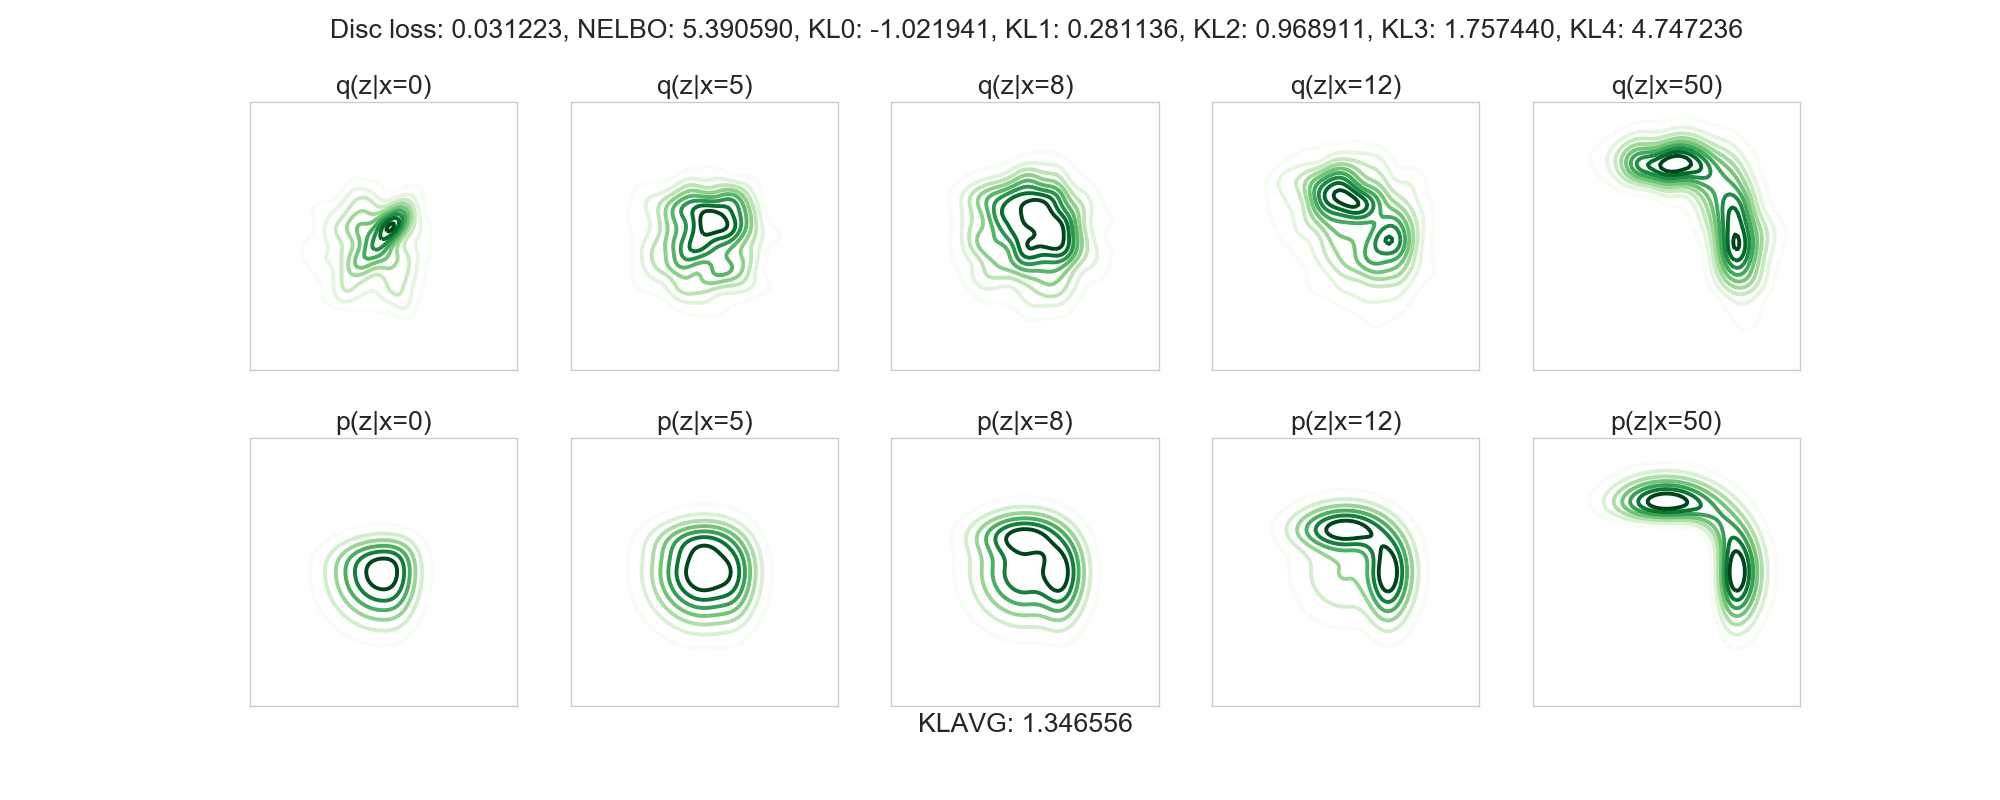 Disc loss: 0.031223, NELBO: 5.390590, KL0: -1.021941, KL1: 0.281136, KL2: 0.968911, KL3: 1.757440, KL4: 4.747236
q(z|x=0) q(z|x=5) q(z|x=8) q(z|x=12) q(z|x=50)
p(z|x=0) p(z|x=5) p(z|x=8) p(z|x=12) p(z|x=50)
KLAVG: 1.346556